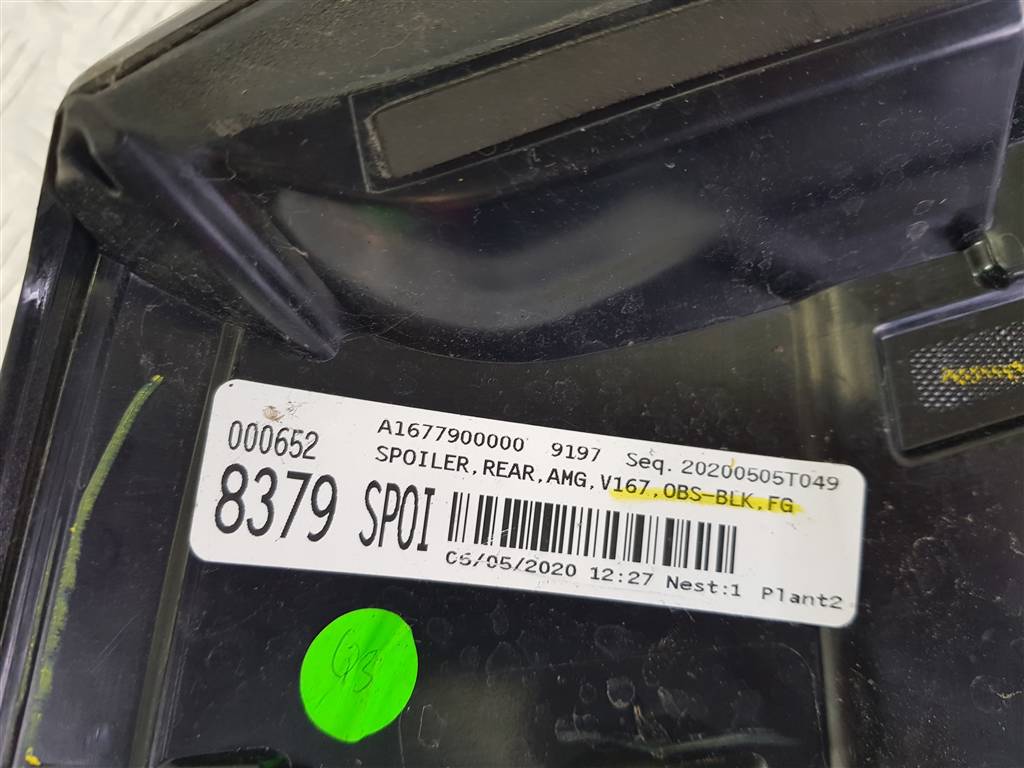 000652 A1677900000 9197 Seq. 20200505T049
SPOILER,REAR,AMG,V167,OBS-BLK,FG
8379 SPOI
06/05/2020 12:27 Nest:1 Plant2